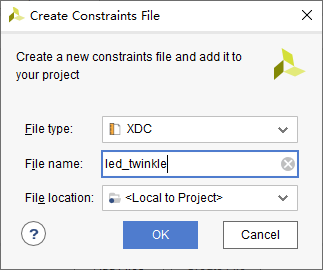 Create Constraints File
Create a new constraints file and add it to
your project
File type: XDC
File name: led_twinkle
File location: <Local to Project>
? OK Cancel